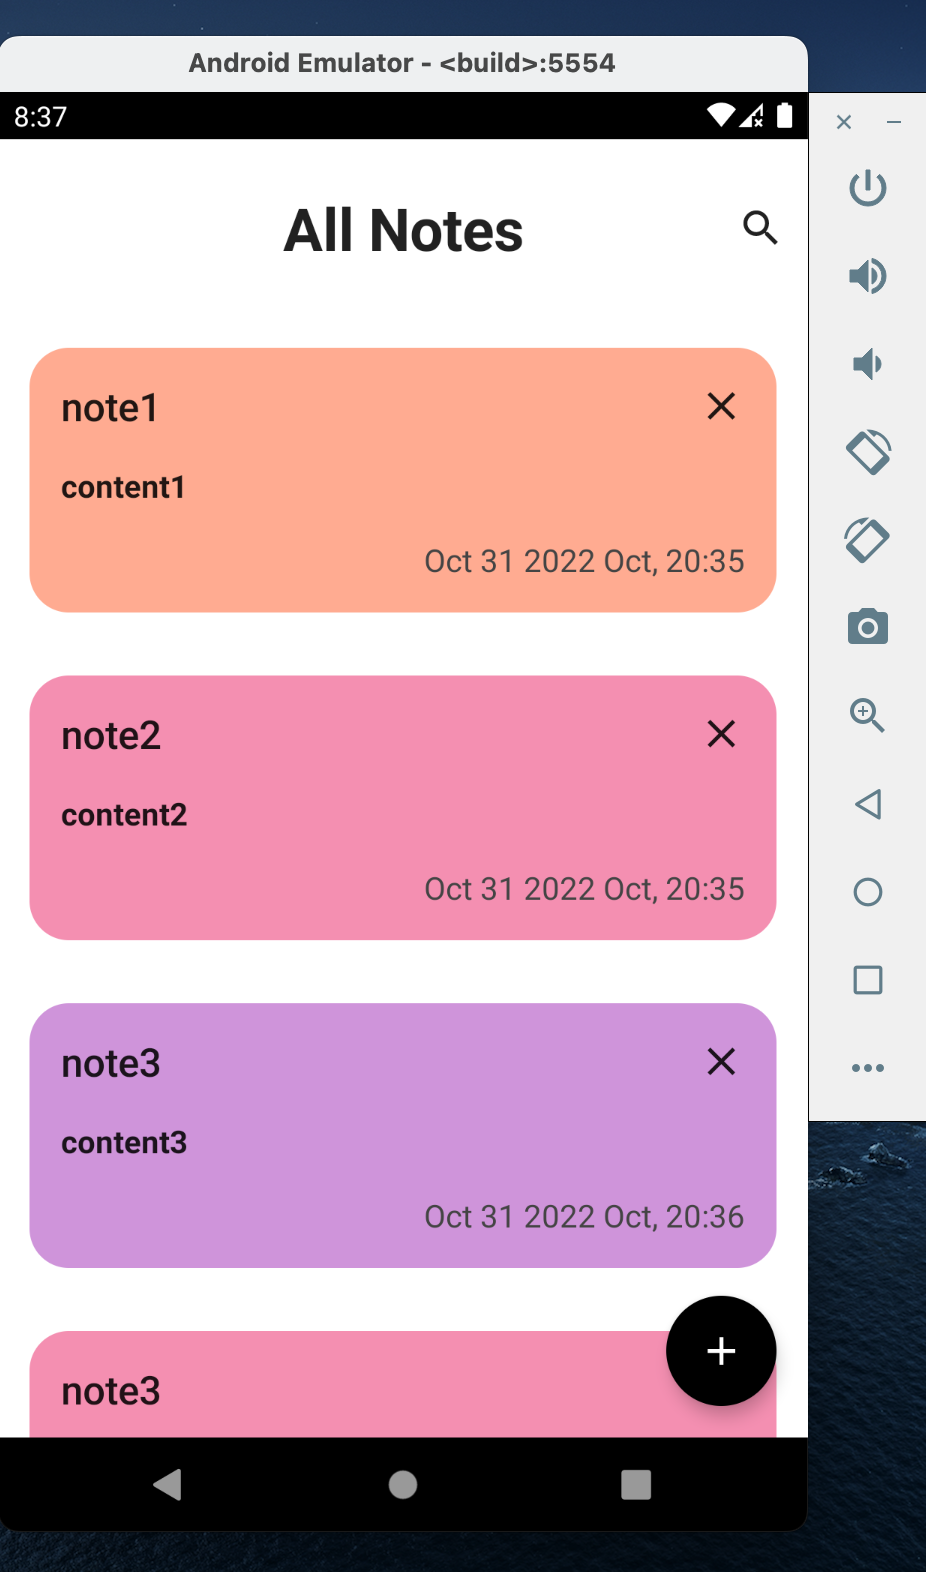 Android Emulator - <build>:5554
8:37
All Notes
note1
content1
Oct 31 2022 Oct, 20:35
note2
content2
Oct 31 2022 Oct, 20:35
note3
content3
Oct 31 2022 Oct, 20:36
note3